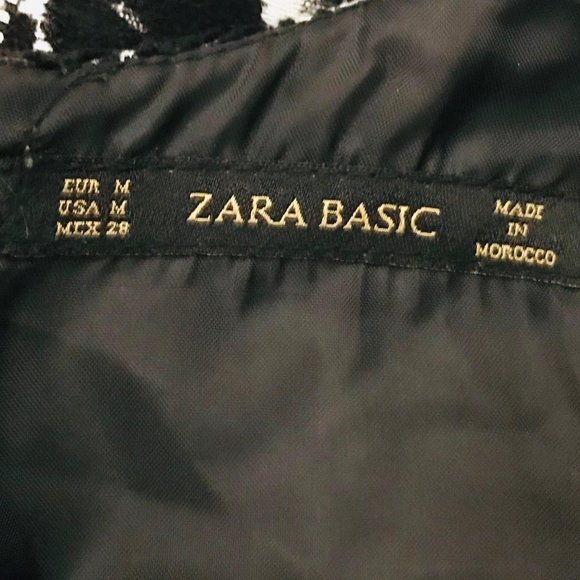 EUR M
USA M
MEX 28
ZARA BASIC
MADE
IN
MOROCCO